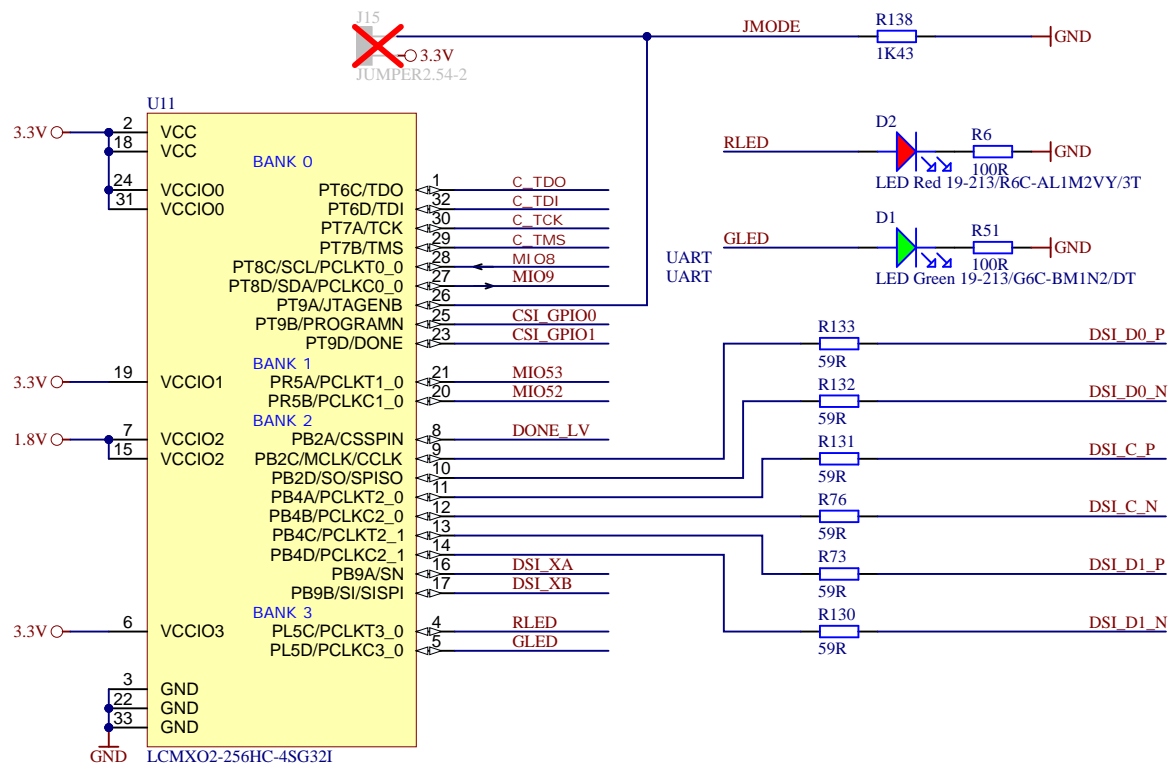 J15
3.3V
JUMPER2.54-2
JMODE
R138
1K43
GND
U11
3.3V
2
VCC
18
VCC
24
VCCIO0
31
VCCIO0
BANK 0
PT6C/TDO
1
C_TDO
PT6D/TDI
32
C_TDI
PT7A/TCK
30
C_TCK
PT7B/TMS
29
C_TMS
PT8C/SCL/PCLKT0_0
28
MIO8
UART
PT8D/SDA/PCLKC0_0
27
MIO9
UART
PT9A/JTAGENB
26
PT9B/PROGRAMN
25
CSI_GPIO0
PT9D/DONE
23
CSI_GPIO1
RLED
D2
R6
100R
GND
LED Red 19-213/R6C-AL1M2VY/3T
GLED
D1
R51
100R
GND
LED Green 19-213/G6C-BM1N2/DT
BANK 1
3.3V
19
VCCIO1
PR5A/PCLKT1_0
21
MIO53
PR5B/PCLKC1_0
20
MIO52
BANK 2
1.8V
7
VCCIO2
15
VCCIO2
PB2A/CSSPIN
8
DONE_LV
PB2C/MCLK/CCLK
9
PB2D/SO/SPISO
10
PB4A/PCLKT2_0
11
PB4B/PCLKC2_0
12
PB4C/PCLKT2_1
13
PB4D/PCLKC2_1
14
PB9A/SN
16
DSI_XA
PB9B/SI/SISPI
17
DSI_XB
R133
59R
DSI_D0_P
R132
59R
DSI_D0_N
R131
59R
DSI_C_P
R76
59R
DSI_C_N
R73
59R
DSI_D1_P
R130
59R
DSI_D1_N
BANK 3
3.3V
6
VCCIO3
PL5C/PCLKT3_0
4
RLED
PL5D/PCLKC3_0
5
GLED
3
GND
22
GND
33
GND
GND
LCMXO2-256HC-4SG32I